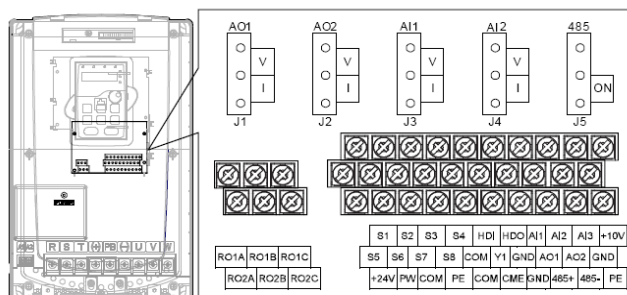 AO1 AO2 AI1 AI2 485
V V V V
I I I I ON
J1 J2 J3 J4 J5
R S T (+) PB (-) U V W
S1 S2 S3 S4 HDI HDO AI1 AI2 AI3 +10V
RO1A RO1B RO1C S5 S6 S7 S8 COM Y1 GND AO1 AO2 GND
RO2A RO2B RO2C +24V PW COM PE COM CME GND 485+ 485- PE